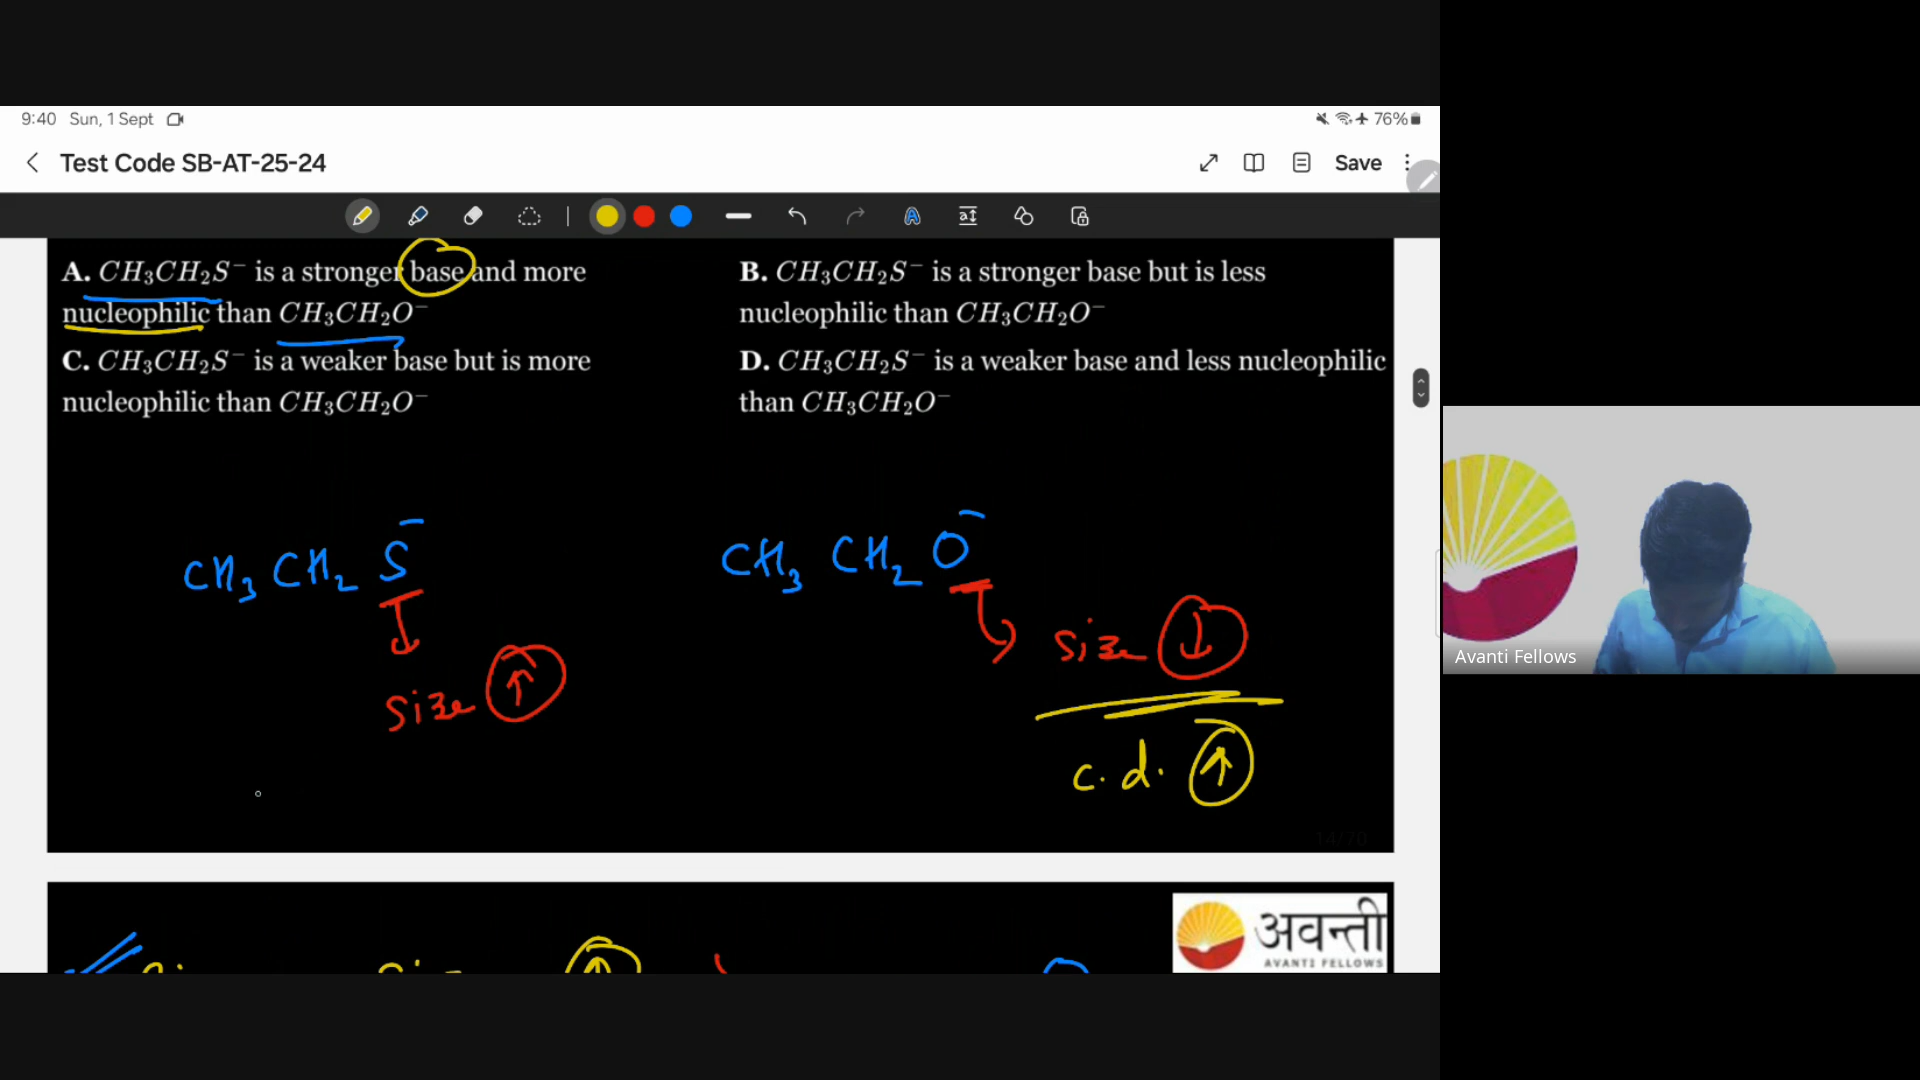 9:40 Sun, 1 Sept 76%
Test Code SB-AT-25-24 Save
A. CH₃CH₂S⁻ is a stronger base and more
nucleophilic than CH₃CH₂O⁻
B. CH₃CH₂S⁻ is a stronger base but is less
nucleophilic than CH₃CH₂O⁻
C. CH₃CH₂S⁻ is a weaker base but is more
nucleophilic than CH₃CH₂O⁻
D. CH₃CH₂S⁻ is a weaker base and less nucleophilic
than CH₃CH₂O⁻
CH₃ CH₂ S⁻
size ↑
CH₃ CH₂ O⁻
size ↓
c.d. ↑
14/70
अवन्ती
AVANTI FELLOWS
Avanti Fellows